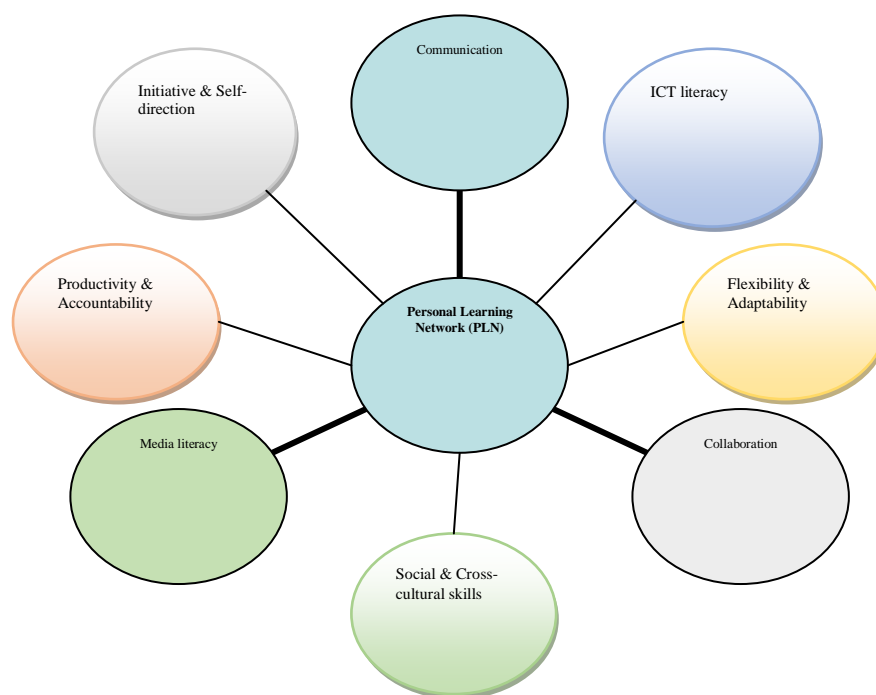 Communication
Initiative & Self-
direction
ICT literacy
Productivity &
Accountability
Flexibility &
Adaptability
Personal Learning
Network (PLN)
Media literacy
Collaboration
Social & Cross-
cultural skills